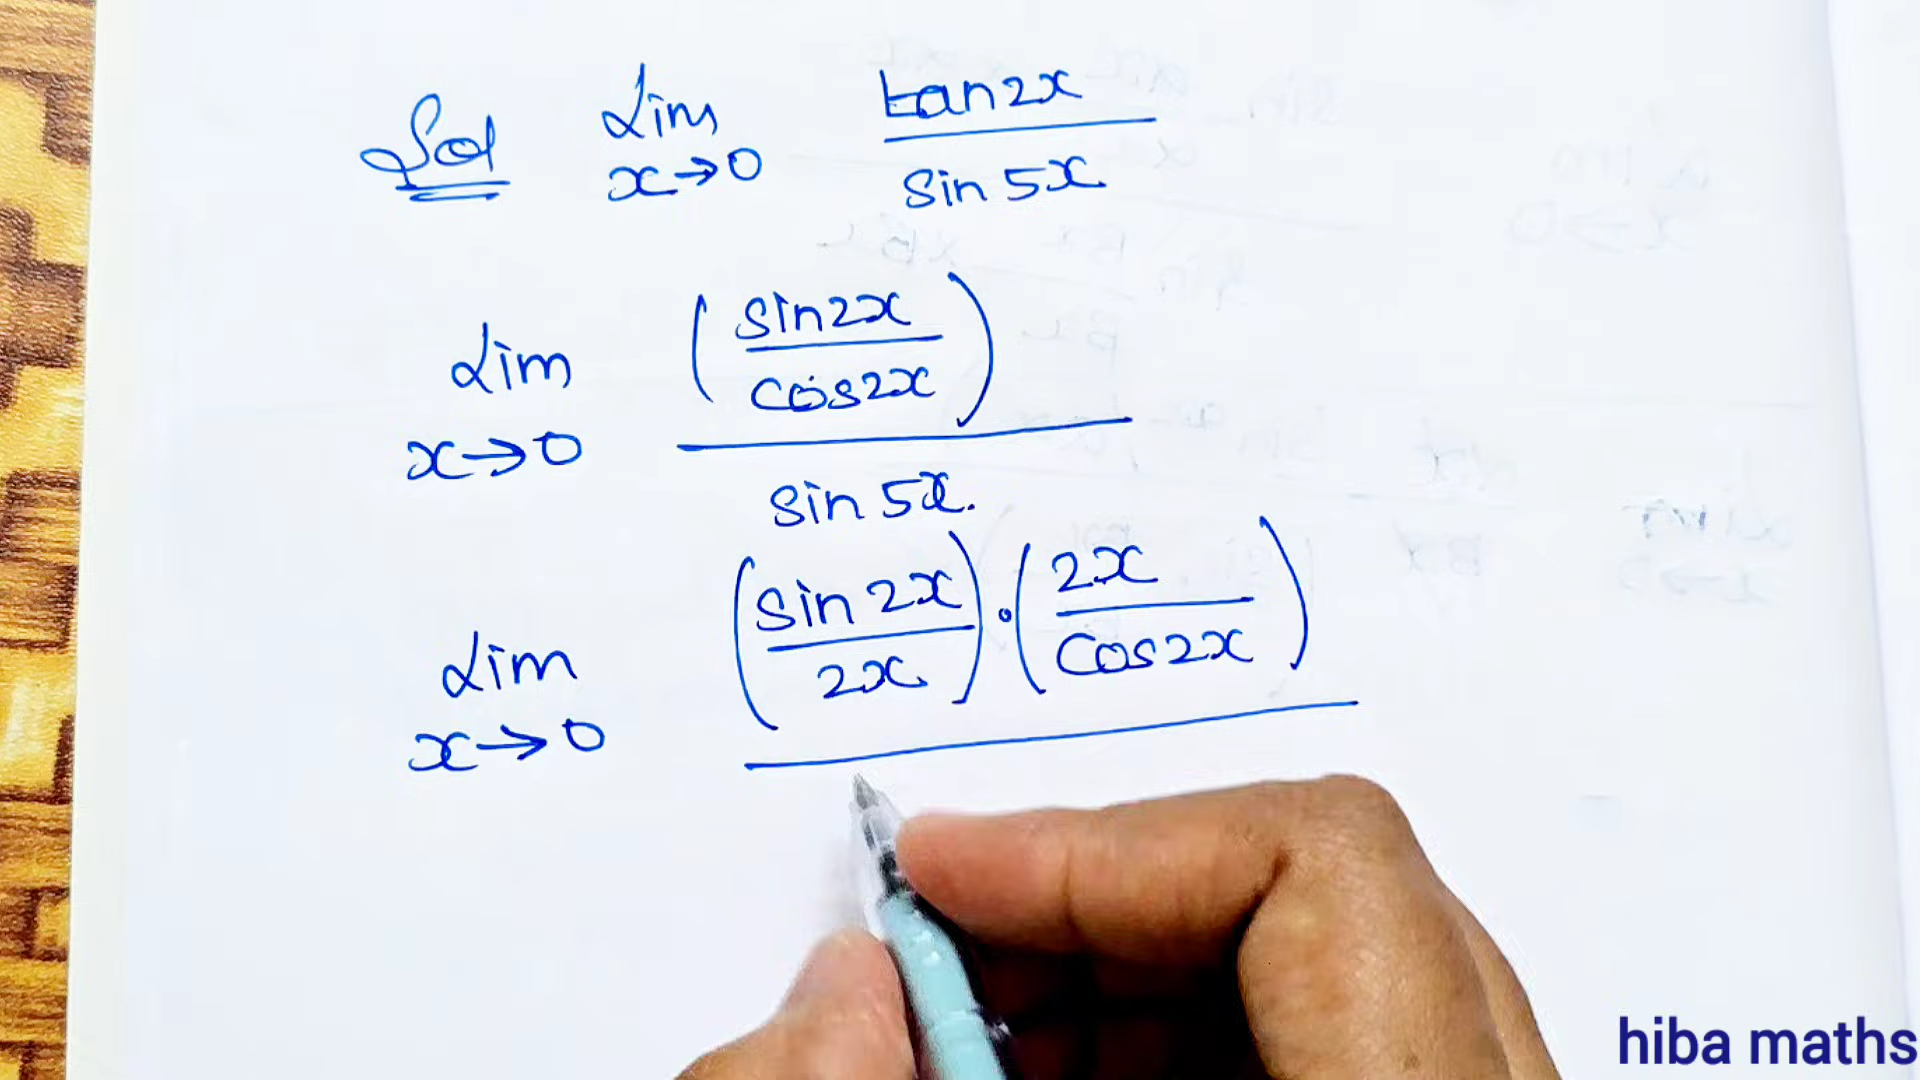 Sol Lim tan2x
x→0 sin 5x
Lim (sin2x
cos2x)
x→0 sin 5x.
Lim (sin 2x / 2x) . (2x / cos2x)
x→0
hiba maths